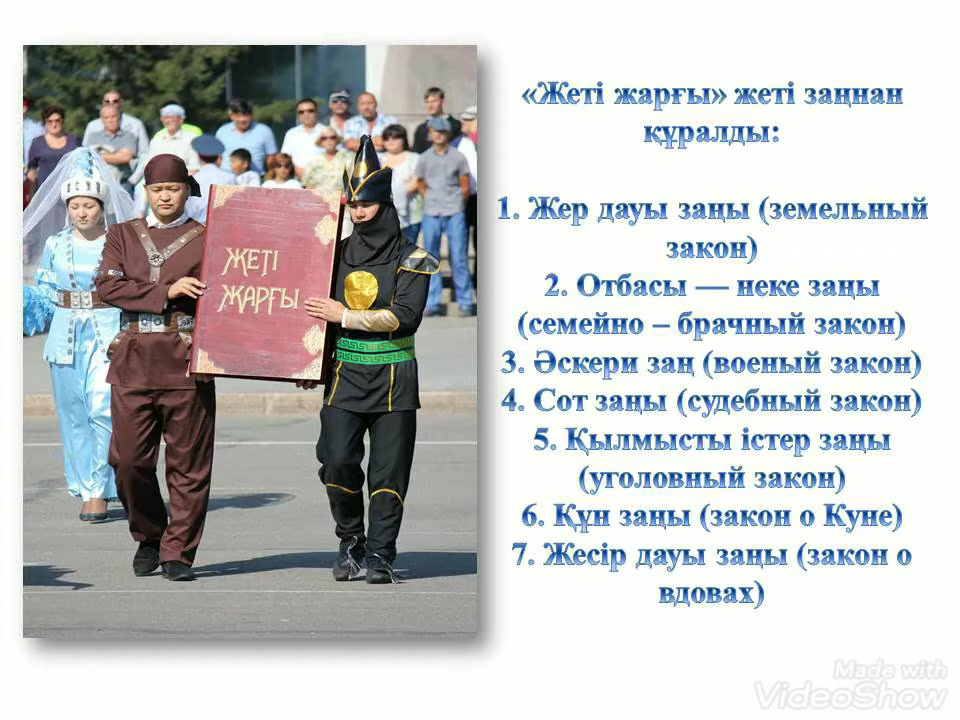 ЖЕТІ
ЖАРҒЫ
«Жеті жарғы» жеті заңнан
құралды:
1. Жер дауы заңы (земельный
закон)
2. Отбасы — неке заңы
(семейно – брачный закон)
3. Әскери заң (военый закон)
4. Сот заңы (судебный закон)
5. Қылмысты істер заңы
(уголовный закон)
6. Құн заңы (закон о Куне)
7. Жесір дауы заңы (закон о
вдовах)
Made with
VideoShow